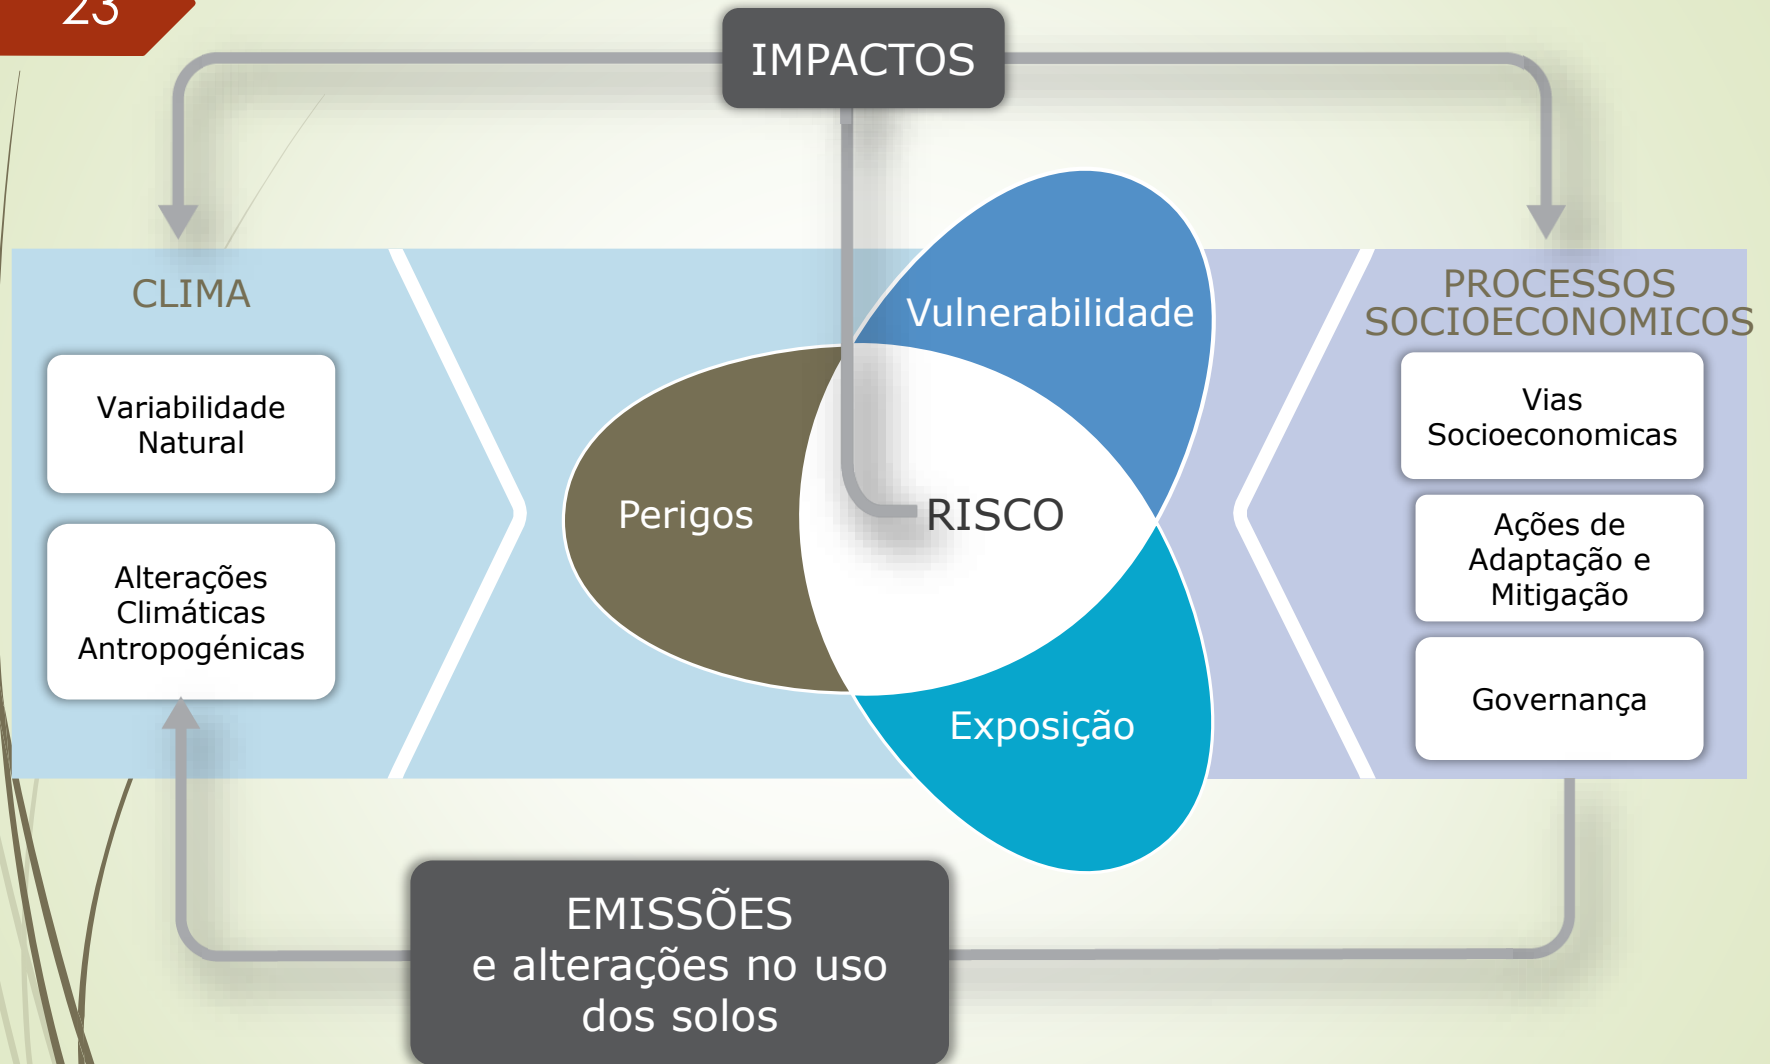 23
IMPACTOS
CLIMA
Variabilidade
Natural
Alterações
Climáticas
Antropogénicas
Vulnerabilidade
Perigos
RISCO
Exposição
PROCESSOS
SOCIOECONOMICOS
Vias
Socioeconomicas
Ações de
Adaptação e
Mitigação
Governança
EMISSÕES
e alterações no uso
dos solos